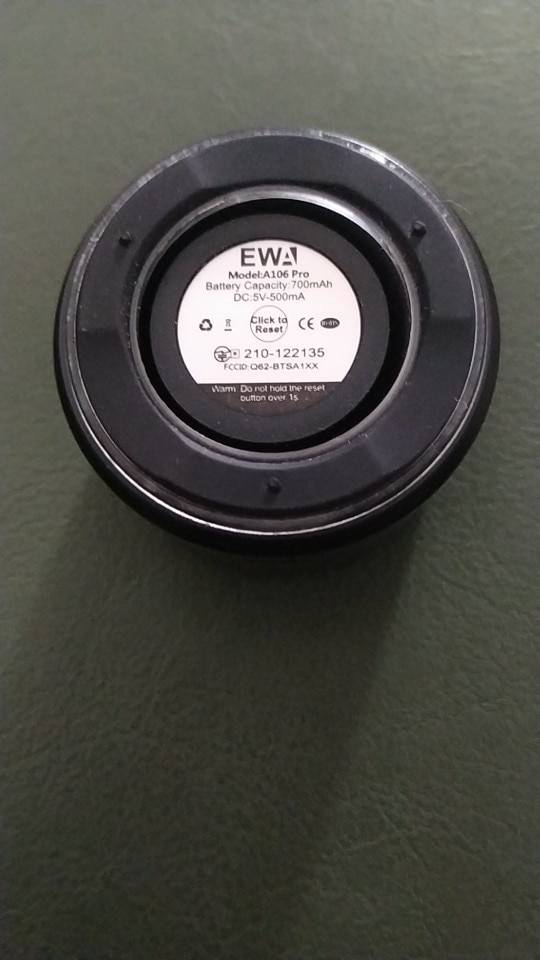 EWA
Model:A106 Pro
Battery Capacity:700mAh
DC:5V-500mA
Click to
Reset
CE
210-122135
FCCID:Q62-BTSA1XX
Warm: Do not hold the reset
button over 1s